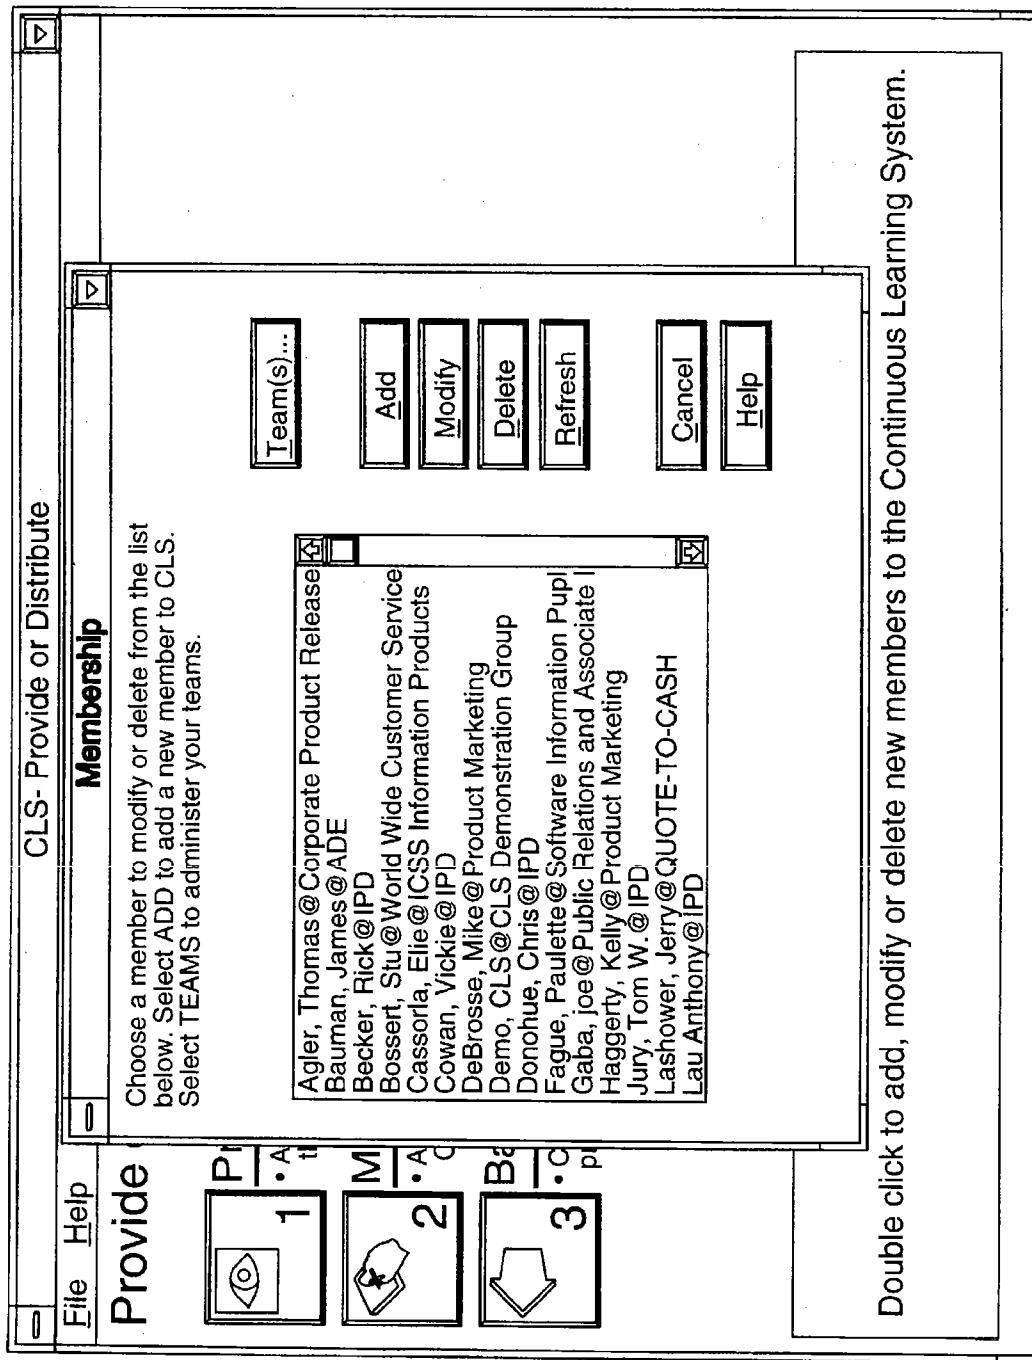 CLS- Provide or Distribute
File Help
Provide
Membership
Choose a member to modify or delete from the list
below. Select ADD to add a new member to CLS.
Select TEAMS to administer your teams.
Agler, Thomas@Corporate Product Release
Bauman, James@ADE
Becker, Rick@IPD
Bossert, Stu@World Wide Customer Service
Cassorla, Elie@ICSS Information Products
Cowan, Vickie@IPD
DeBrosse, Mike@Product Marketing
Demo, CLS@CLS Demonstration Group
Donohue, Chris@IPD
Fague, Paulette@Software Information Pupl
Gaba, joe@Public Relations and Associate I
Haggerty, Kelly@Product Marketing
Jury, Tom W.@IPD
Lashower, Jerry@QUOTE-TO-CASH
Lau Anthony@IPD
Team(s)...
Add
Modify
Delete
Refresh
Cancel
Help
1
Pr
• A
2
M
• A
3
Ba
• C
Double click to add, modify or delete new members to the Continuous Learning System.